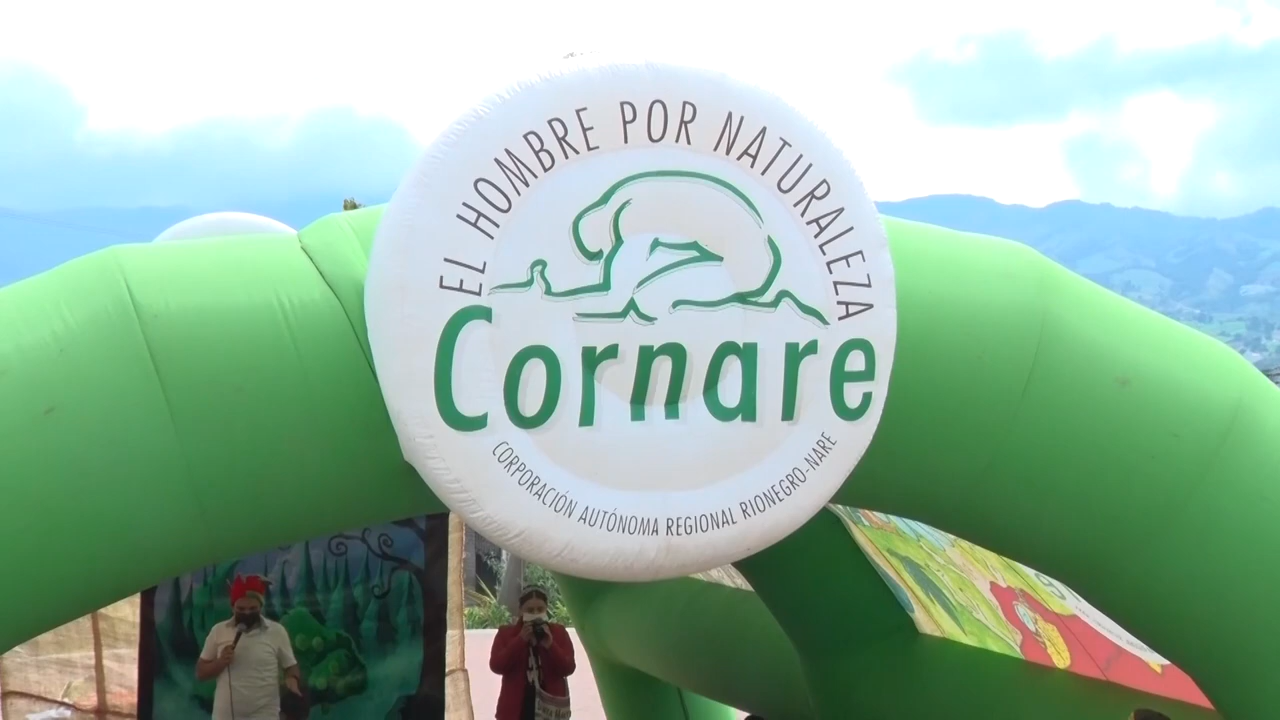 EL HOMBRE POR NATURALEZA
Cornare
CORPORACIÓN AUTÓNOMA REGIONAL RIONEGRO-NARE